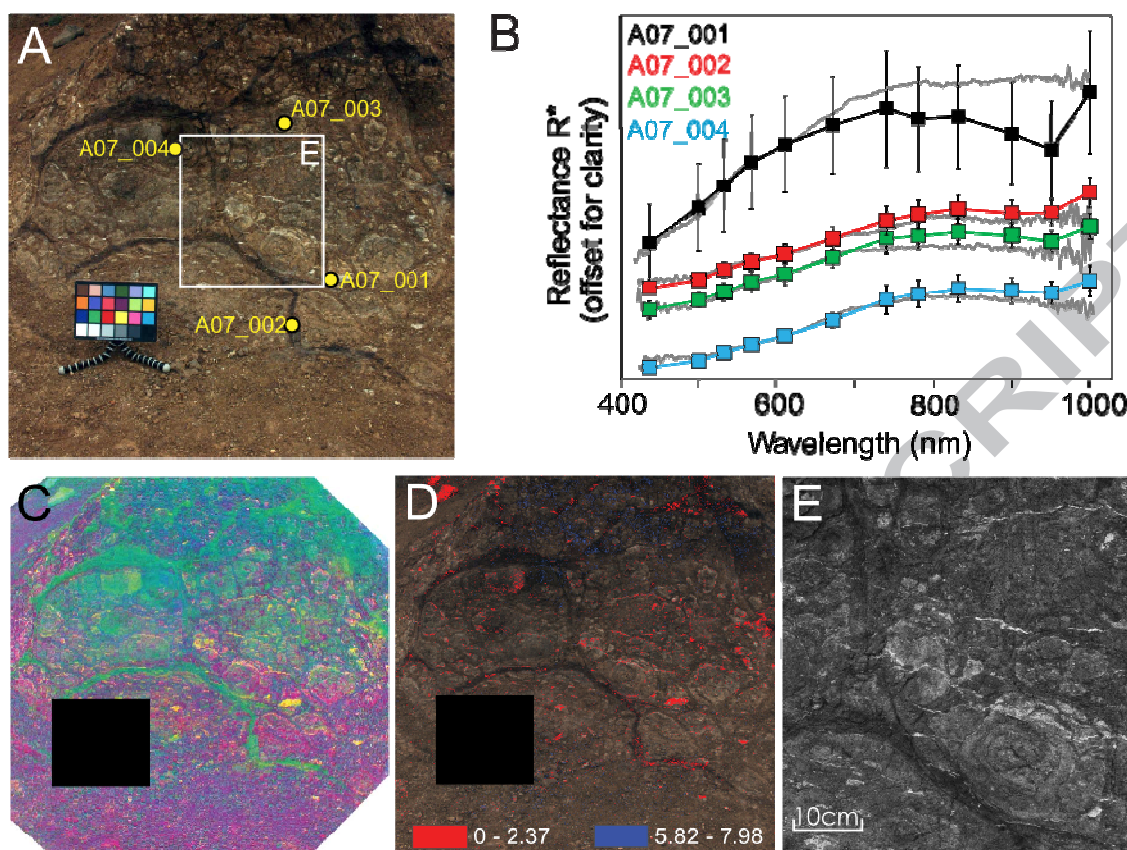 A
A07_003
A07_004
E
A07_001
A07_002
B
A07_001
A07_002
A07_003
A07_004
Reflectance R*
(offset for clarity)
400
600
800
1000
Wavelength (nm)
CRIPT
C
D
0 - 2.37
5.82 - 7.98
E
10cm